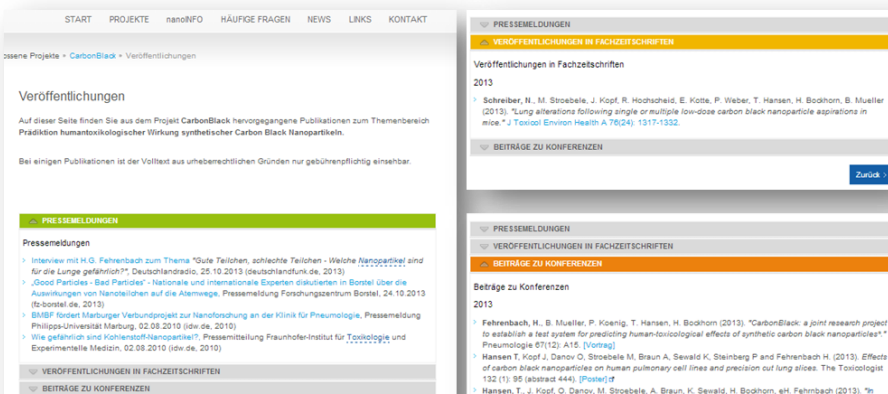 START PROJEKTE nanoINFO HÄUFIGE FRAGEN NEWS LINKS KONTAKT
ossene Projekte » CarbonBlack » Veröffentlichungen
Veröffentlichungen
Auf dieser Seite finden Sie aus dem Projekt CarbonBlack hervorgegangene Publikationen zum Themenbereich
Prädiktion humantoxikologischer Wirkung synthetischer Carbon Black Nanopartikeln.
Bei einigen Publikationen ist der Volltext aus urheberrechtlichen Gründen nur gebührenpflichtig einsehbar.
PRESSEMELDUNGEN
Pressemeldungen
Interview mit H.G. Fehrenbach zum Thema "Gute Teilchen, schlechte Teilchen - Welche Nanopartikel sind
für die Lunge gefährlich?", Deutschlandradio, 25.10.2013 (deutschlandfunk.de, 2013)
„Good Particles - Bad Particles" - Nationale und internationale Experten diskutierten in Borstel über die
Auswirkungen von Nanoteilchen auf die Atemwege, Pressemeldung Forschungszentrum Borstel, 24.10.2013
(fz-borstel.de, 2013)
BMBF fördert Marburger Verbundprojekt zur Nanoforschung an der Klinik für Pneumologie, Pressemeldung
Philipps-Universität Marburg, 02.08.2010 (idw.de, 2010)
Wie gefährlich sind Kohlenstoff-Nanopartikel?, Pressemitteilung Fraunhofer-Institut für Toxikologie und
Experimentelle Medizin, 02.08.2010 (idw.de, 2010)
VERÖFFENTLICHUNGEN IN FACHZEITSCHRIFTEN
BEITRÄGE ZU KONFERENZEN
PRESSEMELDUNGEN
VERÖFFENTLICHUNGEN IN FACHZEITSCHRIFTEN
Veröffentlichungen in Fachzeitschriften
2013
Schreiber, N., M. Stroebele, J. Kopf, R. Hochscheid, E. Kotte, P. Weber, T. Hansen, H. Bockhorn, B. Mueller
(2013). "Lung alterations following single or multiple low-dose carbon black nanoparticle aspirations in
mice." J Toxicol Environ Health A 76(24): 1317-1332.
BEITRÄGE ZU KONFERENZEN
Zurück >
PRESSEMELDUNGEN
VERÖFFENTLICHUNGEN IN FACHZEITSCHRIFTEN
BEITRÄGE ZU KONFERENZEN
Beiträge zu Konferenzen
2013
Fehrenbach, H., B. Mueller, P. Koenig, T. Hansen, H. Bockhorn (2013). "CarbonBlack: a joint research project
to establish a test system for predicting human-toxicological effects of synthetic carbon black nanoparticles"."
Pneumologie 67(12): A15. [Vortrag]
Hansen T, Kopf J, Danov O, Stroebele M, Braun A, Sewald K, Steinberg P and Fehrenbach H. (2013). Effects
of carbon black nanoparticles on human pulmonary cell lines and precision cut lung slices. The Toxicologist
132 (1): 95 (abstract 444). [Poster]
Hansen, T., J. Kopf, O. Danov, M. Stroebele, A. Braun, K. Sewald, H. Bockhorn, eH. Fehrnbach (2013). "In